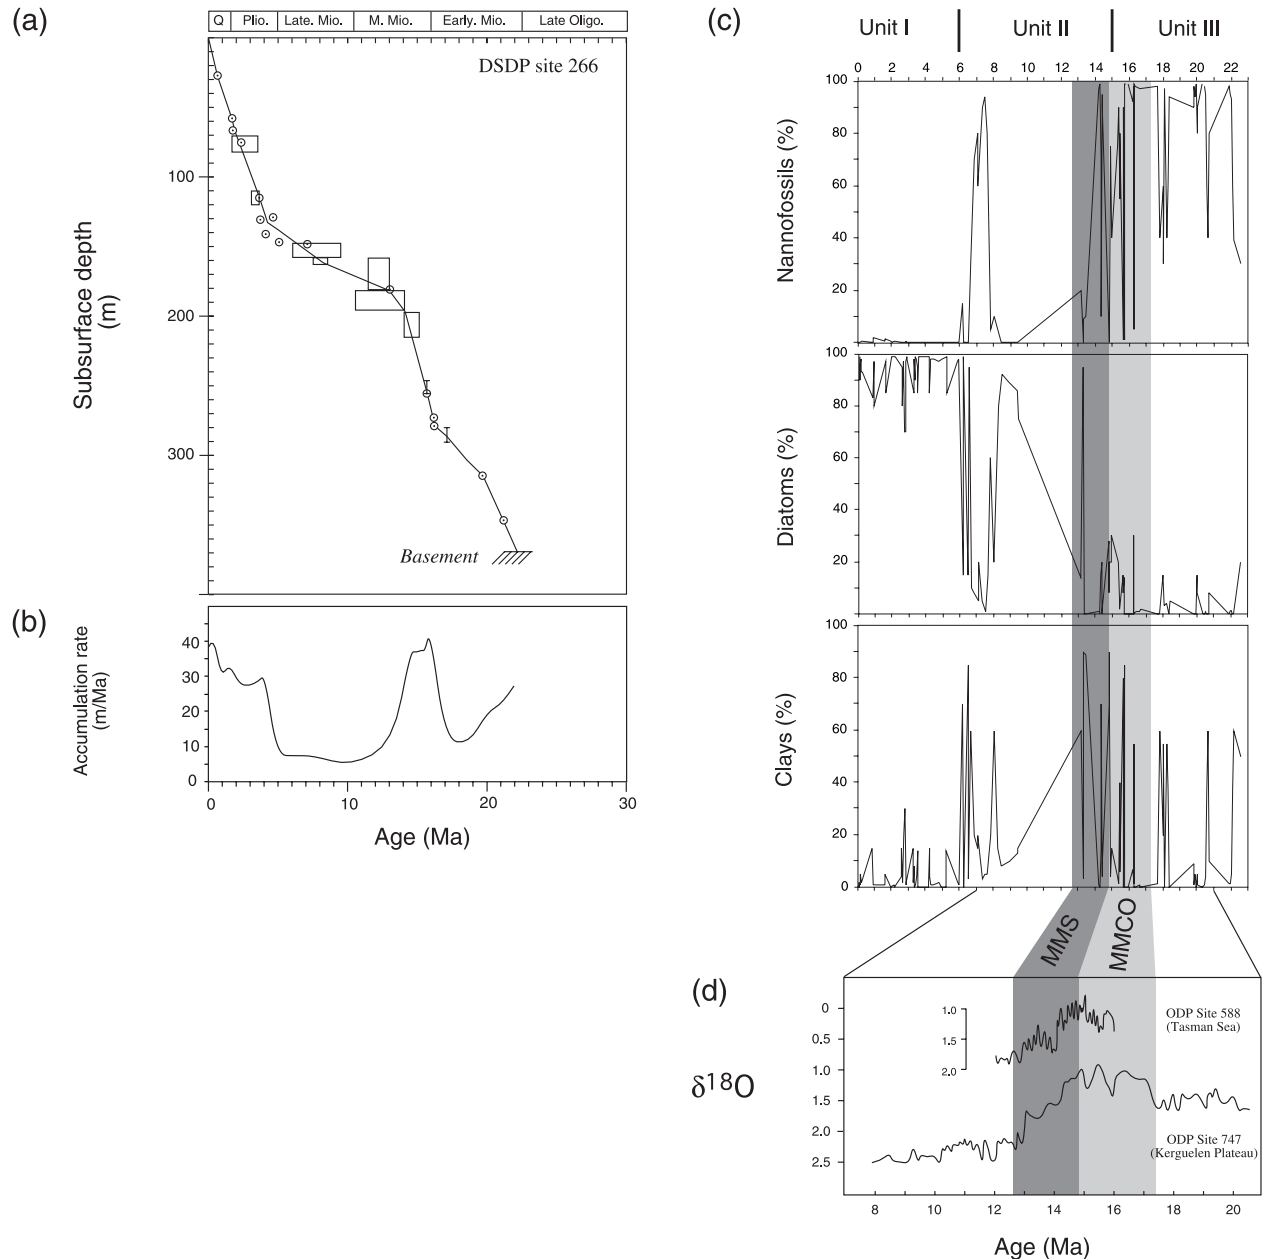 (a)
Q Plio. Late. Mio. M. Mio. Early. Mio. Late Oligo.
DSDP site 266
100
200
300
Subsurface depth
(m)
Basement
(b)
40
30
20
10
0
Accumulation rate
(m/Ma)
0 10 20 30
Age (Ma)
(c)
Unit I Unit II Unit III
0 2 4 6 8 10 12 14 16 18 20 22
100
80
60
40
20
Nannofossils (%)
100
80
60
40
20
0
Diatoms (%)
100
80
60
40
20
0
Clays (%)
MMS
MMCO
(d)
0
0.5
1.0
1.5
2.0
2.5
δ18O
1.0
1.5
2.0
ODP Site 588
(Tasman Sea)
ODP Site 747
(Kerguelen Plateau)
8 10 12 14 16 18 20
Age (Ma)